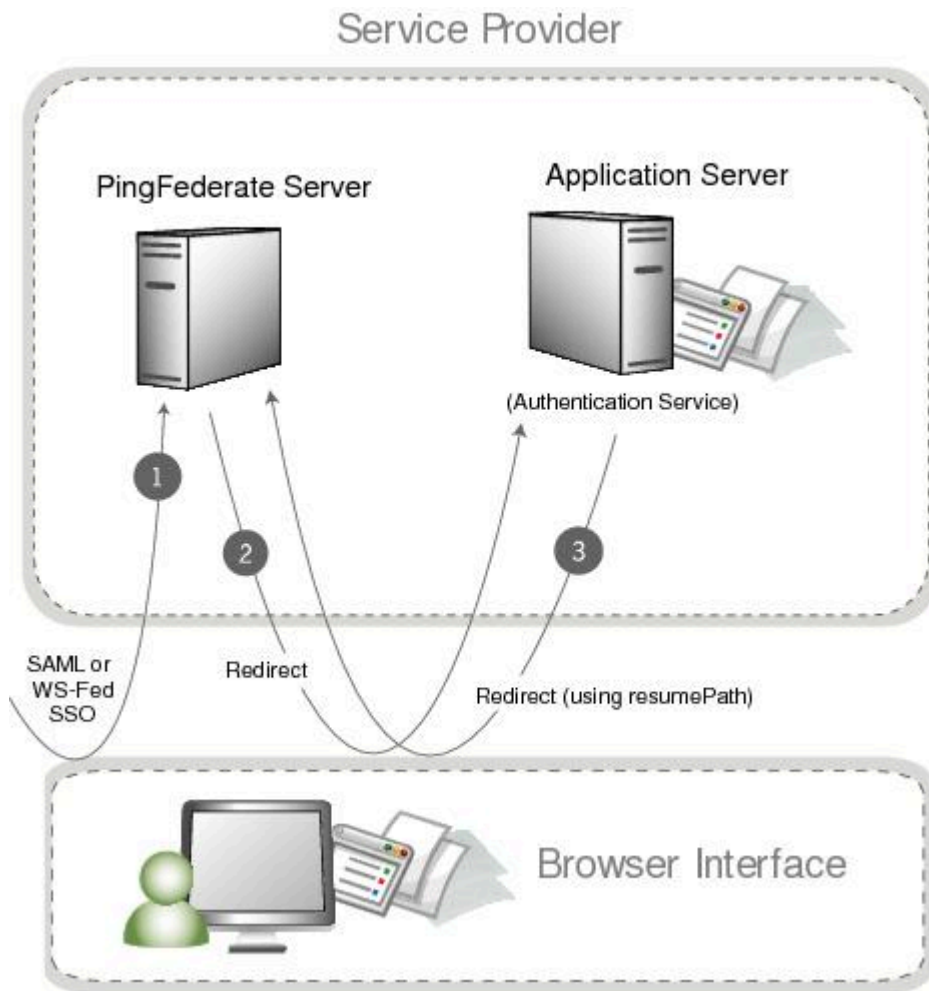 Service Provider
PingFederate Server
Application Server
(Authentication Service)
1
2
3
SAML or
WS-Fed
SSO
Redirect
Redirect (using resumePath)
Browser Interface